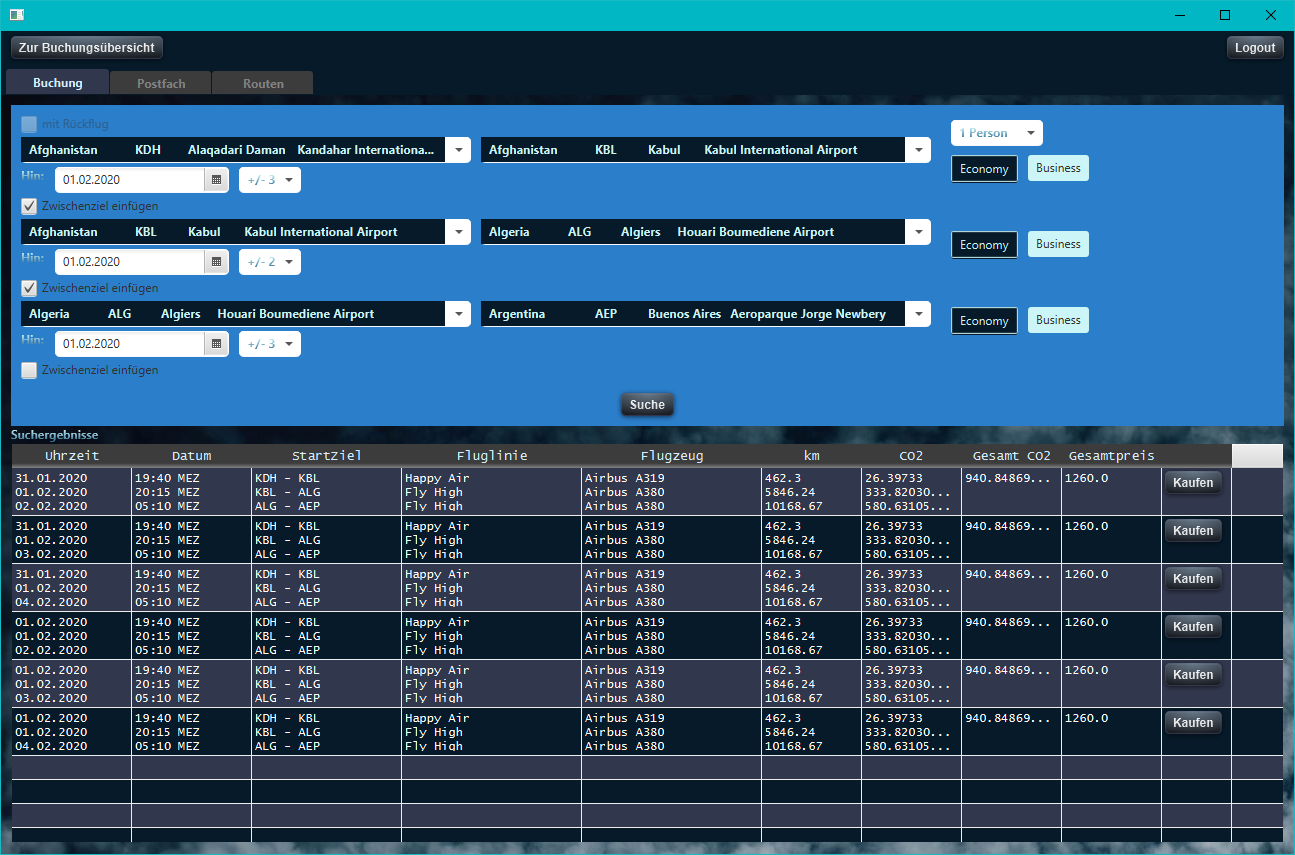 Zur Buchungsübersicht
Logout
Buchung Postfach Routen
mit Rückflug
Afghanistan KDH Alaqadari Daman Kandahar Internationa... Afghanistan KBL Kabul Kabul International Airport 1 Person
Hin: 01.02.2020 +/- 3 Economy Business
Zwischenziel einfügen
Afghanistan KBL Kabul Kabul International Airport Algeria ALG Algiers Houari Boumediene Airport Economy Business
Hin: 01.02.2020 +/- 2
Zwischenziel einfügen
Algeria ALG Algiers Houari Boumediene Airport Argentina AEP Buenos Aires Aeroparque Jorge Newbery Economy Business
Hin: 01.02.2020 +/- 3
Zwischenziel einfügen
Suche
Suchergebnisse
Uhrzeit Datum StartZiel Fluglinie Flugzeug km CO2 Gesamt CO2 Gesamtpreis
31.01.2020 19:40 MEZ KDH - KBL Happy Air Airbus A319 462.3 26.39733 940.84869... 1260.0 Kaufen
01.02.2020 20:15 MEZ KBL - ALG Fly High Airbus A380 5846.24 333.82030...
02.02.2020 05:10 MEZ ALG - AEP Fly High Airbus A380 10168.67 580.63105...
31.01.2020 19:40 MEZ KDH - KBL Happy Air Airbus A319 462.3 26.39733 940.84869... 1260.0 Kaufen
01.02.2020 20:15 MEZ KBL - ALG Fly High Airbus A380 5846.24 333.82030...
03.02.2020 05:10 MEZ ALG - AEP Fly High Airbus A380 10168.67 580.63105...
31.01.2020 19:40 MEZ KDH - KBL Happy Air Airbus A319 462.3 26.39733 940.84869... 1260.0 Kaufen
01.02.2020 20:15 MEZ KBL - ALG Fly High Airbus A380 5846.24 333.82030...
04.02.2020 05:10 MEZ ALG - AEP Fly High Airbus A380 10168.67 580.63105...
01.02.2020 19:40 MEZ KDH - KBL Happy Air Airbus A319 462.3 26.39733 940.84869... 1260.0 Kaufen
01.02.2020 20:15 MEZ KBL - ALG Fly High Airbus A380 5846.24 333.82030...
02.02.2020 05:10 MEZ ALG - AEP Fly High Airbus A380 10168.67 580.63105...
01.02.2020 19:40 MEZ KDH - KBL Happy Air Airbus A319 462.3 26.39733 940.84869... 1260.0 Kaufen
01.02.2020 20:15 MEZ KBL - ALG Fly High Airbus A380 5846.24 333.82030...
03.02.2020 05:10 MEZ ALG - AEP Fly High Airbus A380 10168.67 580.63105...
01.02.2020 19:40 MEZ KDH - KBL Happy Air Airbus A319 462.3 26.39733 940.84869... 1260.0 Kaufen
01.02.2020 20:15 MEZ KBL - ALG Fly High Airbus A380 5846.24 333.82030...
04.02.2020 05:10 MEZ ALG - AEP Fly High Airbus A380 10168.67 580.63105...